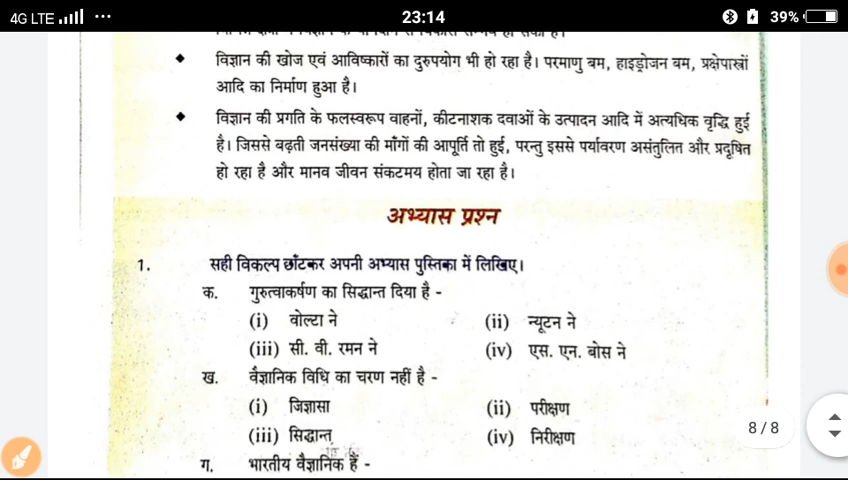 4G LTE
23:14
39%
विज्ञान की खोज एवं आविष्कारों का दुरुपयोग भी हो रहा है। परमाणु बम, हाइड्रोजन बम, प्रक्षेपास्त्रों
आदि का निर्माण हुआ है।
विज्ञान की प्रगति के फलस्वरूप वाहनों, कीटनाशक दवाओं के उत्पादन आदि में अत्यधिक वृद्धि हुई
है। जिससे बढ़ती जनसंख्या की माँगों की आपूर्ति तो हुई, परन्तु इससे पर्यावरण असंतुलित और प्रदूषित
हो रहा है और मानव जीवन संकटमय होता जा रहा है।
अभ्यास प्रश्न
1. सही विकल्प छाँटकर अपनी अभ्यास पुस्तिका में लिखिए।
क. गुरुत्वाकर्षण का सिद्धान्त दिया है -
(i) वोल्टा ने (ii) न्यूटन ने
(iii) सी. वी. रमन ने (iv) एस. एन. बोस ने
ख. वैज्ञानिक विधि का चरण नहीं है -
(i) जिज्ञासा (ii) परीक्षण
(iii) सिद्धान्त (iv) निरीक्षण
8/8
ग. भारतीय वैज्ञानिक हैं -